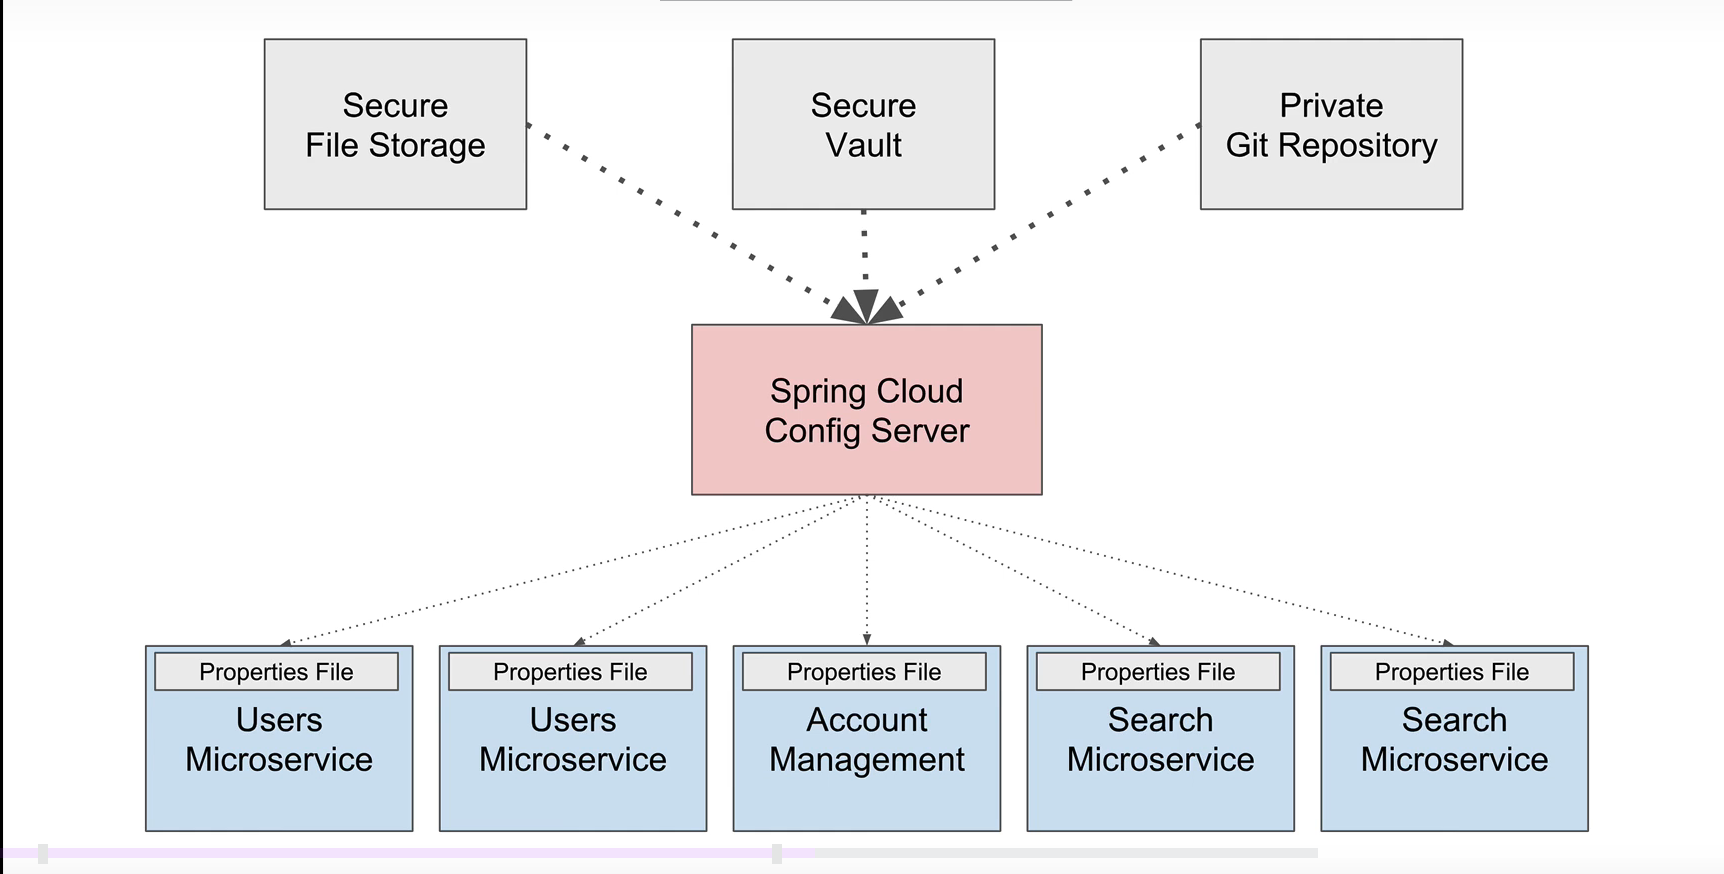 Secure
File Storage
Secure
Vault
Private
Git Repository
Spring Cloud
Config Server
Properties File
Users
Microservice
Properties File
Users
Microservice
Properties File
Account
Management
Properties File
Search
Microservice
Properties File
Search
Microservice